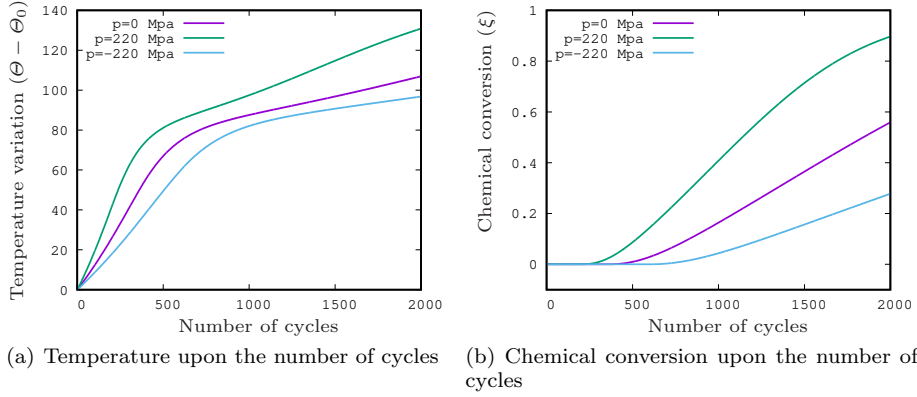 140
120
100
80
60
40
20
0
0 500 1000 1500 2000
p=0 Mpa
p=220 Mpa
p=-220 Mpa
Temperature variation (Θ − Θ₀)
Number of cycles
(a) Temperature upon the number of cycles
1
0.8
0.6
0.4
0.2
0
0 500 1000 1500 2000
p=0 Mpa
p=220 Mpa
p=-220 Mpa
Chemical conversion (ξ)
Number of cycles
(b) Chemical conversion upon the number of
cycles